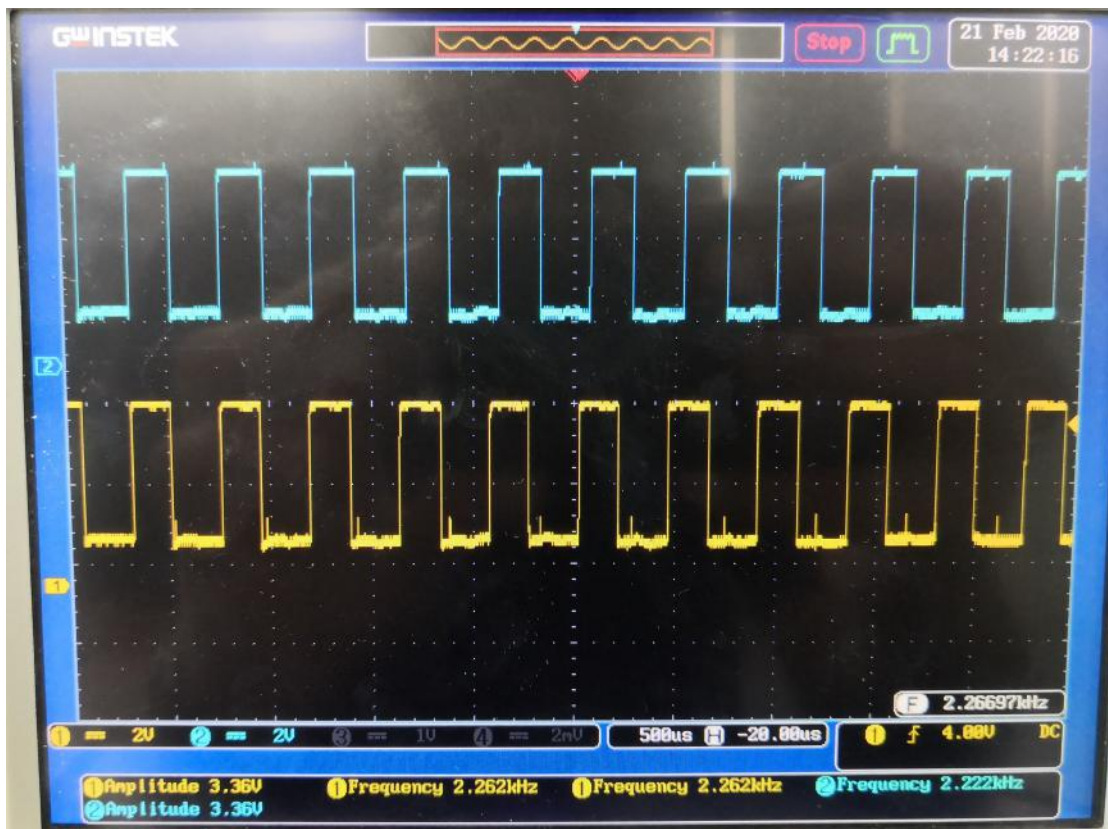 GWINSTEK
Stop
21 Feb 2020
14:22:16
2
1
F 2.26697kHz
1 2V 2 2V 3 1V 4 2mV
500us H -20.00us
1 4.00V DC
1 Amplitude 3.36V 1 Frequency 2.262kHz 1 Frequency 2.262kHz 2 Frequency 2.222kHz
2 Amplitude 3.36V